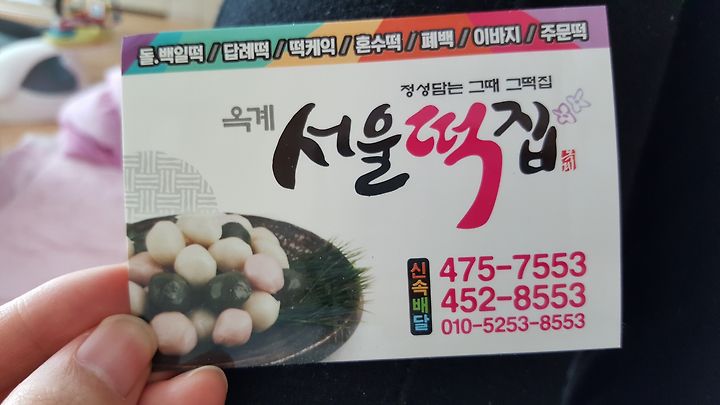 돌.백일떡 / 답례떡 / 떡케익 / 혼수떡 / 폐백 / 이바지 / 주문떡
정성담는 그때 그떡집
옥계 서울떡집
신속배달
475-7553
452-8553
010-5253-8553